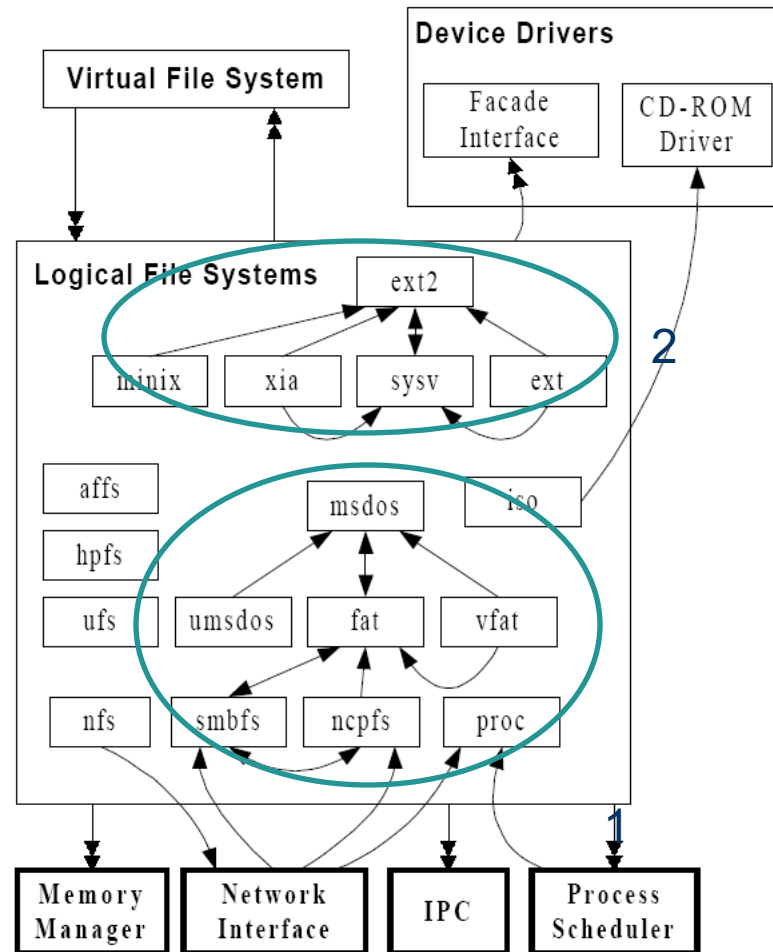 Device Drivers
Virtual File System
Facade
Interface
CD-ROM
Driver
Logical File Systems
ext2
2
minix
xia
sysv
ext
affs
msdos
iso
hpfs
ufs
umsdos
fat
vfat
nfs
smbfs
ncpfs
proc
1
Memory
Manager
Network
Interface
IPC
Process
Scheduler